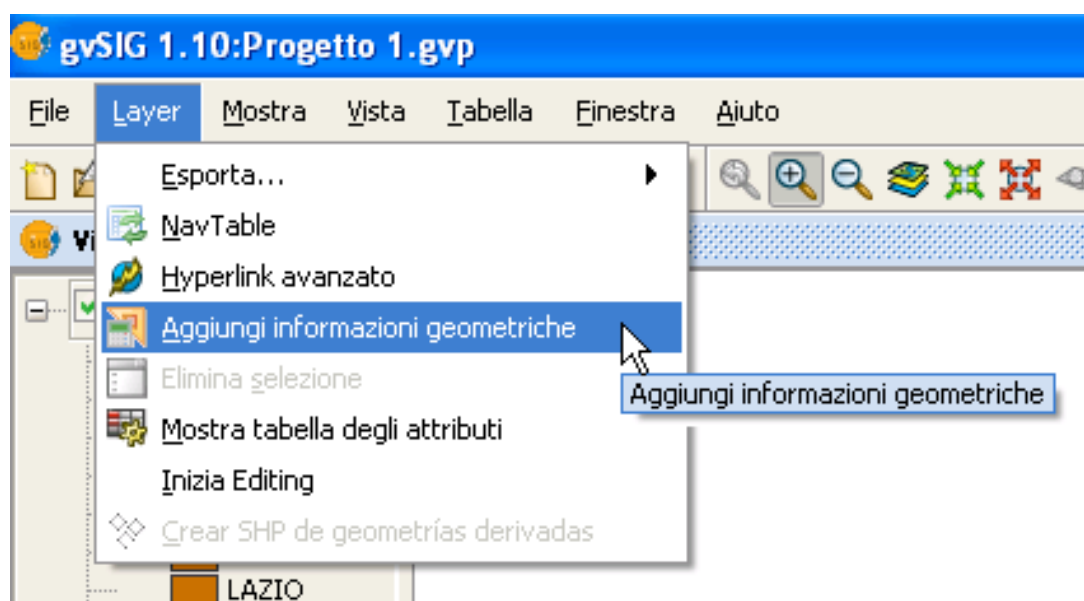 gvSIG 1.10:Progetto 1.gvp
File Layer Mostra Vista Tabella Finestra Ajuto
Esporta...
NavTable
Hyperlink avanzato
Aggiungi informazioni geometriche
Elimina selezione
Aggiungi informazioni geometriche
Mostra tabella degli attributi
Inizia Editing
Crear SHP de geometrías derivadas
LAZIO